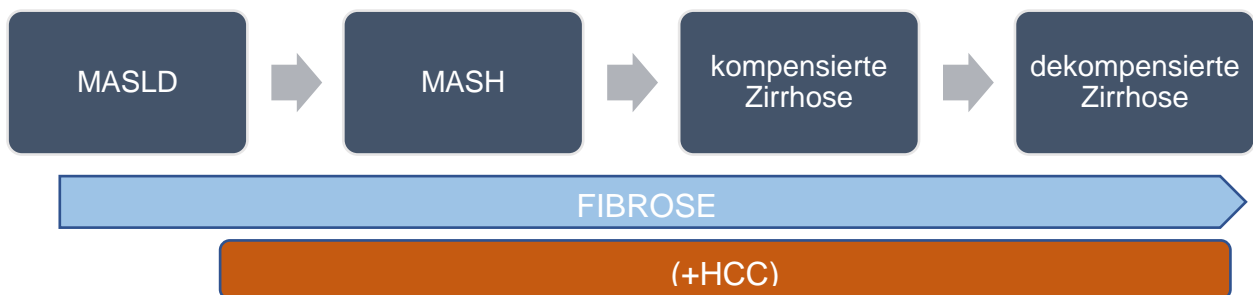 MASLD
MASH
kompensierte
Zirrhose
dekompensierte
Zirrhose
FIBROSE
(+HCC)